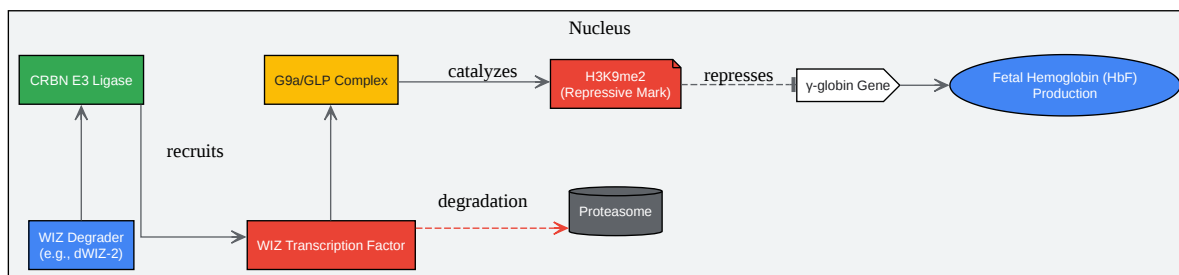 Nucleus
CRBN E3 Ligase
G9a/GLP Complex
catalyzes
H3K9me2
(Repressive Mark)
represses
γ-globin Gene
Fetal Hemoglobin (HbF)
Production
recruits
WIZ Degrader
(e.g., dWIZ-2)
WIZ Transcription Factor
degradation
Proteasome